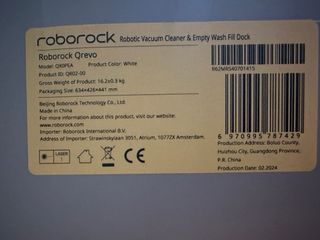 roborock Robotic Vacuum Cleaner & Empty Wash Fill Dock
Roborock Qrevo
Model: QXIPEA Product Color: White
Product ID: QR02-00
Gross Weight of Product: 16.2±0.3 kg
Packaging Size: 634×426×441 mm
R62MRS40701415
Beijing Roborock Technology Co., Ltd.
Made in China
For more information about this product, visit our website:
www.roborock.com
Importer: Roborock International B.V.
Address of Importer: Strawinskylaan 3051, Atrium, 1077ZX Amsterdam.
6 970995 787429
LASER
Production Address: Boluo County,
Huizhou City, Guangdong Province,
P.R. China
Production Date: 02.2024